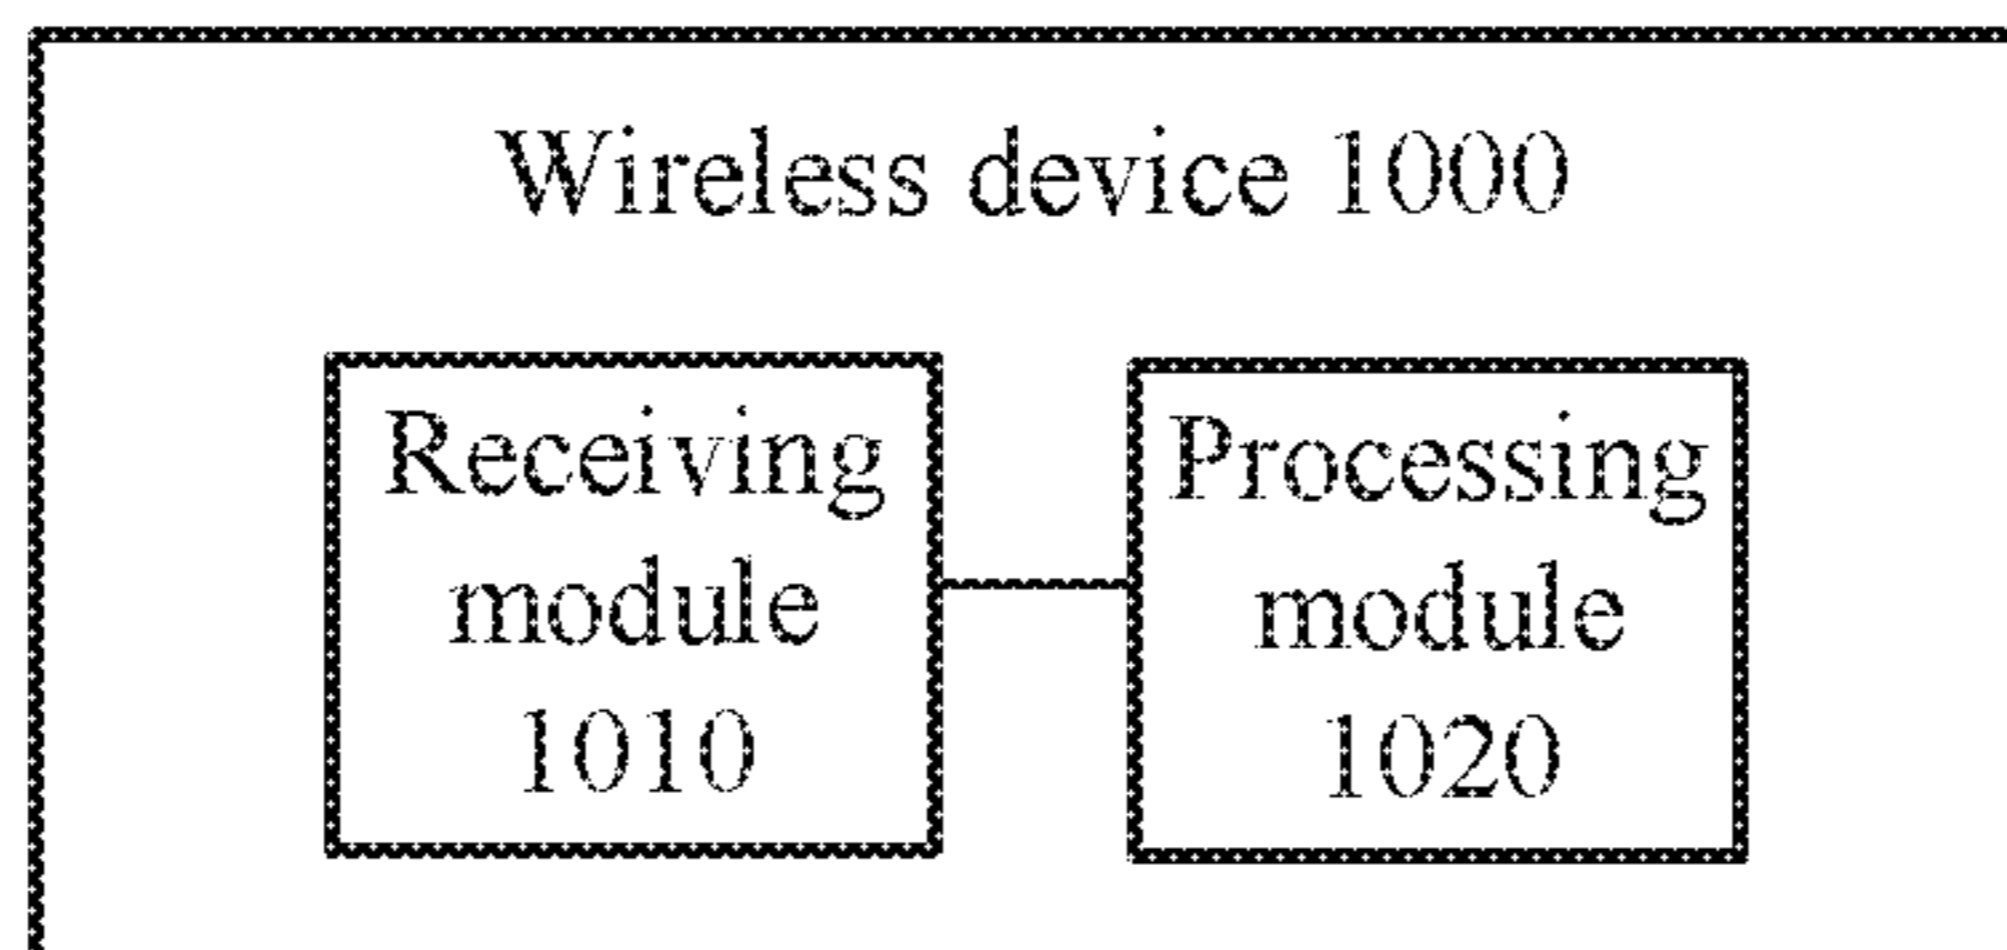 Wireless device 1000
Receiving
module
1010
Processing
module
1020